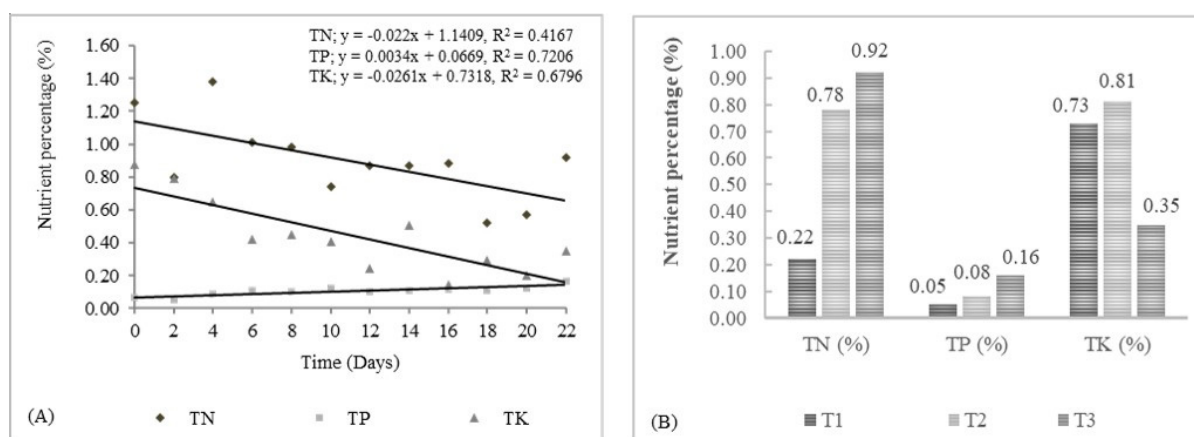 TN; y = -0.022x + 1.1409, R² = 0.4167
TP; y = 0.0034x + 0.0669, R² = 0.7206
TK; y = -0.0261x + 0.7318, R² = 0.6796
Nutrient percentage (%)
1.60
1.40
1.20
1.00
0.80
0.60
0.40
0.20
0.00
0 2 4 6 8 10 12 14 16 18 20 22
Time (Days)
(A) TN TP TK
Nutrient percentage (%)
1.00
0.90
0.80
0.70
0.60
0.50
0.40
0.30
0.20
0.10
0.00
0.22 0.78 0.92
0.05 0.08 0.16
0.73 0.81 0.35
TN (%) TP (%) TK (%)
(B) T1 T2 T3